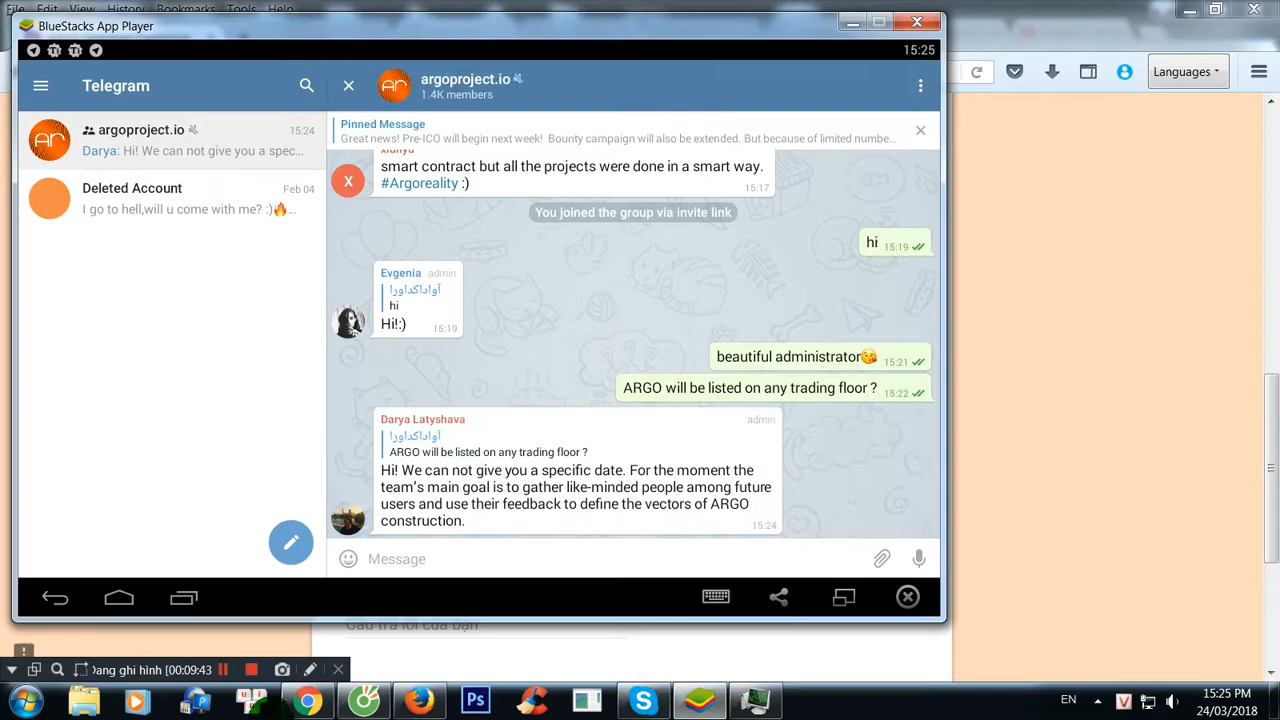 File Edit View History Bookmarks Tools Help
BlueStacks App Player
15:25
Telegram
argoproject.io
1.4K members
Languages
argoproject.io
15:24
Darya: Hi! We can not give you a spec...
Deleted Account
Feb 04
I go to hell,will u come with me? :)🔥...
Pinned Message
Great news! Pre-ICO will begin next week! Bounty campaign will also be extended. But because of limited numbe...
X
smart contract but all the projects were done in a smart way.
#Argoreality :)
15:17
You joined the group via invite link
hi
15:19
Evgenia admin
آواداکداورا
hi
Hi!:)
15:19
beautiful administrator😘
15:21
ARGO will be listed on any trading floor ?
15:22
Darya Latyshava
admin
آواداکداورا
ARGO will be listed on any trading floor ?
Hi! We can not give you a specific date. For the moment the
team's main goal is to gather like-minded people among future
users and use their feedback to define the vectors of ARGO
construction.
15:24
Message
Câu trả lời của bạn
Đang ghi hình [00:09:43]
Ps
EN
15:25 PM
24/03/2018